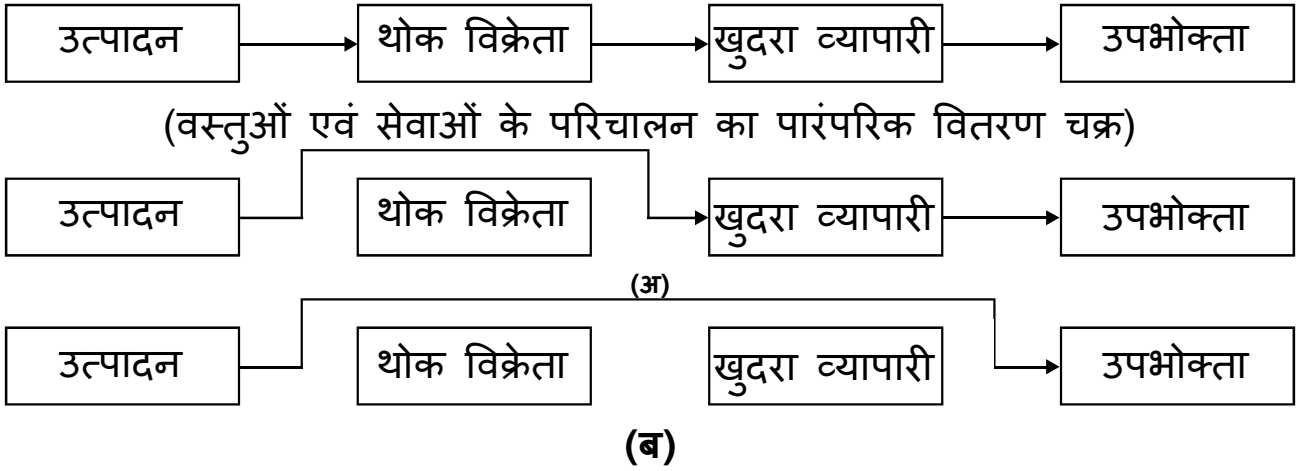 उत्पादन थोक विक्रेता खुदरा व्यापारी उपभोक्ता
(वस्तुओं एवं सेवाओं के परिचालन का पारंपरिक वितरण चक्र)
उत्पादन थोक विक्रेता खुदरा व्यापारी उपभोक्ता
(अ)
उत्पादन थोक विक्रेता खुदरा व्यापारी उपभोक्ता
(ब)